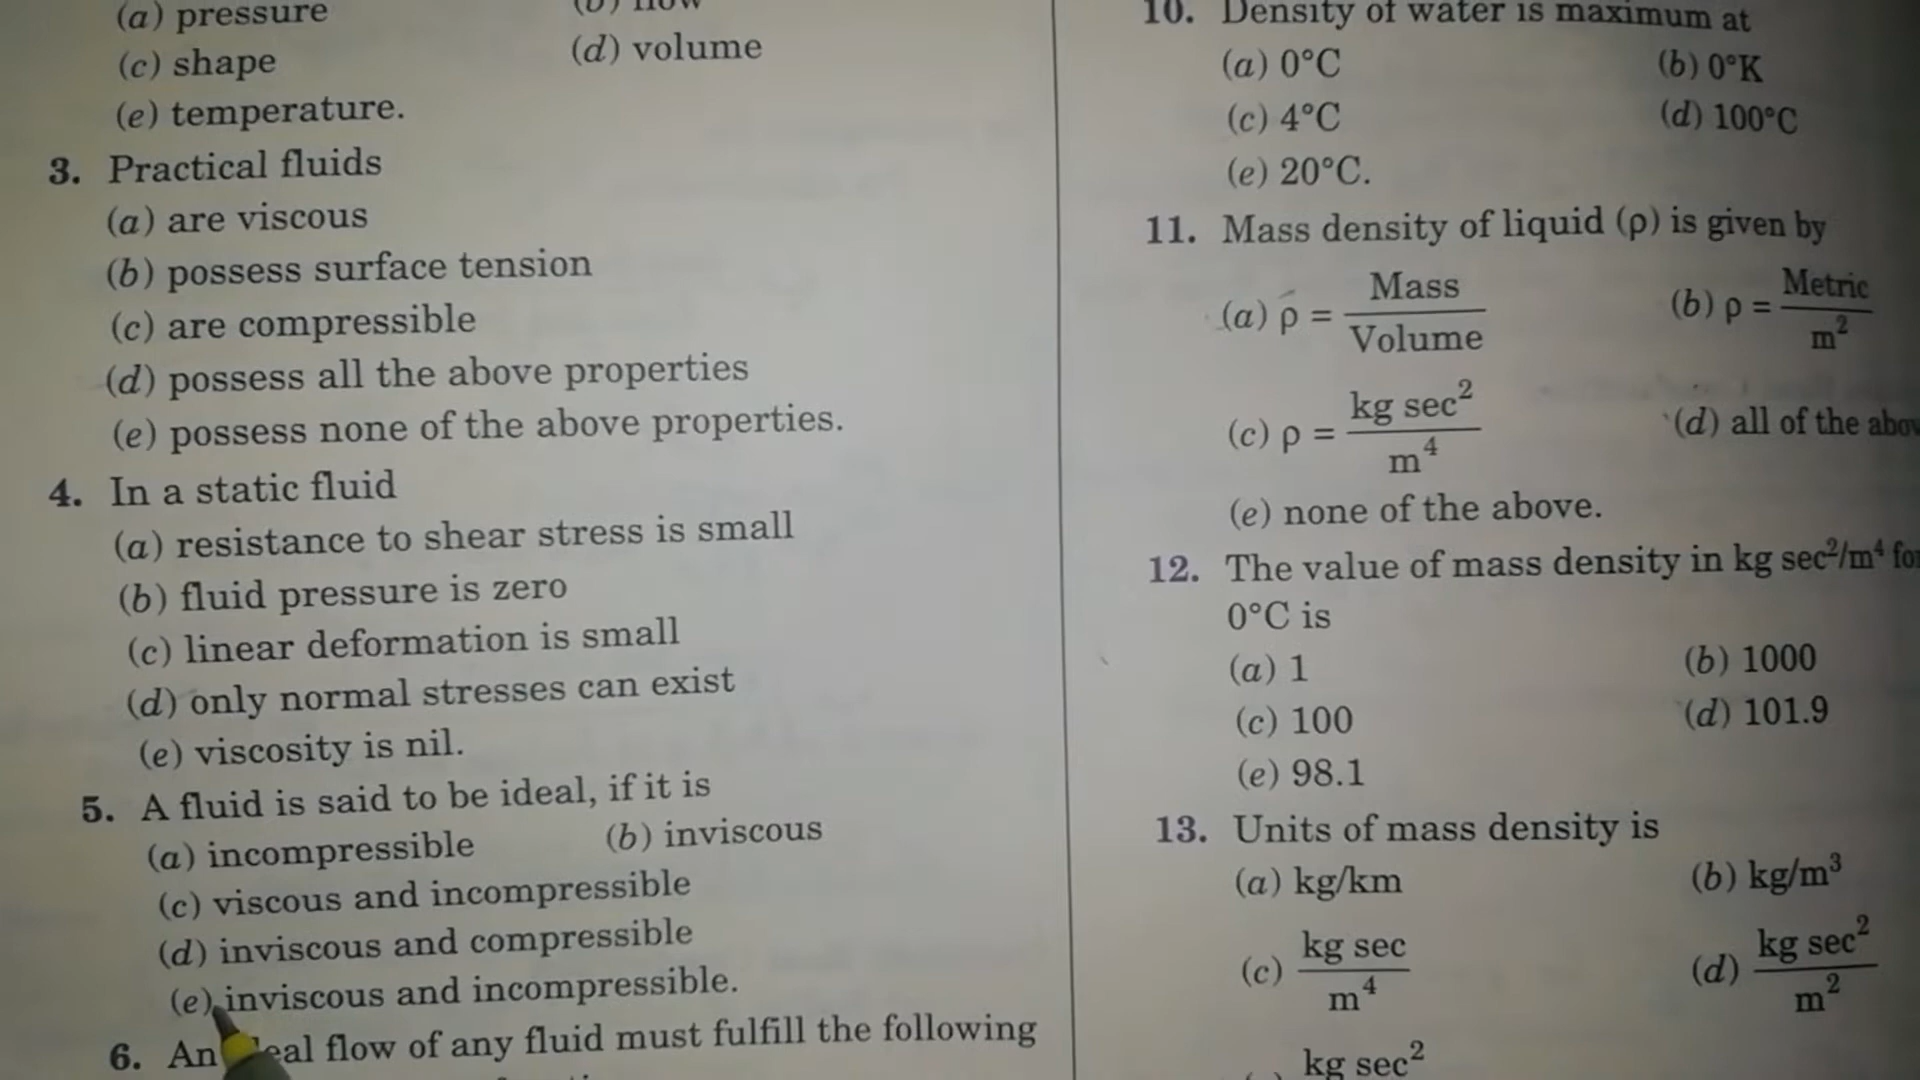 (a) pressure
(c) shape
(d) volume
(e) temperature.
3. Practical fluids
(a) are viscous
(b) possess surface tension
(c) are compressible
(d) possess all the above properties
(e) possess none of the above properties.
4. In a static fluid
(a) resistance to shear stress is small
(b) fluid pressure is zero
(c) linear deformation is small
(d) only normal stresses can exist
(e) viscosity is nil.
5. A fluid is said to be ideal, if it is
(a) incompressible (b) inviscous
(c) viscous and incompressible
(d) inviscous and compressible
(e) inviscous and incompressible.
6. An flow of any fluid must fulfill the following
10. Density of water is maximum at
(a) 0°C (b) 0°K
(c) 4°C (d) 100°C
(e) 20°C.
11. Mass density of liquid (ρ) is given by
(a) ρ = Mass / Volume (b) ρ = Metric / m²
(c) ρ = kg sec² / m⁴ (d) all of the
(e) none of the above.
12. The value of mass density in kg sec²/m⁴
0°C is
(a) 1 (b) 1000
(c) 100 (d) 101.9
(e) 98.1
13. Units of mass density is
(a) kg/km (b) kg/m³
(c) kg sec / m⁴ (d) kg sec² / m²
kg sec²